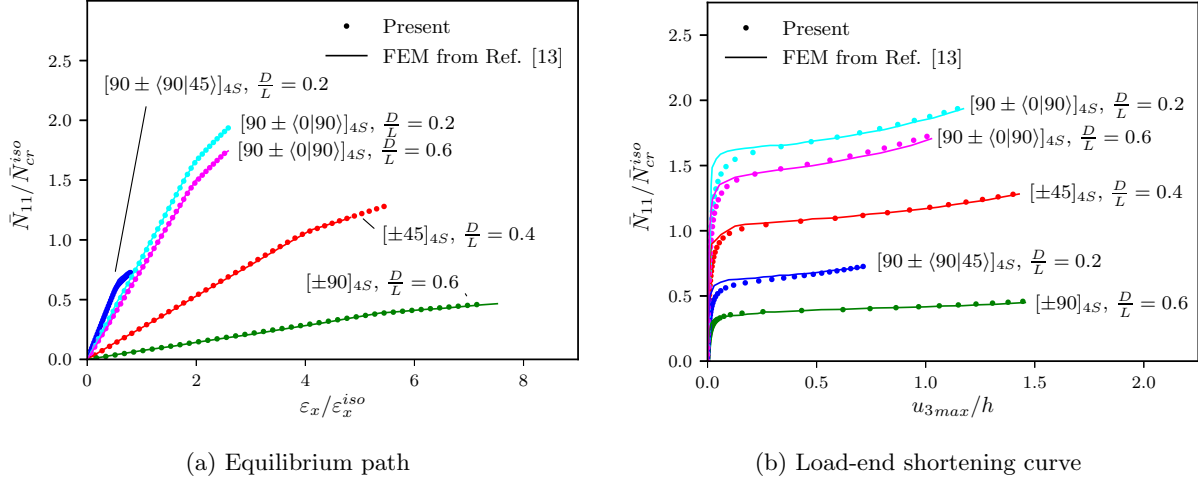 Present
FEM from Ref. [13]
[90 ± ⟨90|45⟩]4S, D/L = 0.2
[90 ± ⟨0|90⟩]4S, D/L = 0.2
[90 ± ⟨0|90⟩]4S, D/L = 0.6
[±45]4S, D/L = 0.4
[±90]4S, D/L = 0.6
2.5
2.0
1.5
1.0
0.5
0.0
N̄11/N̄cr^iso
0 2 4 6 8
εx/εx^iso
(a) Equilibrium path
Present
FEM from Ref. [13]
[90 ± ⟨0|90⟩]4S, D/L = 0.2
[90 ± ⟨0|90⟩]4S, D/L = 0.6
[±45]4S, D/L = 0.4
[90 ± ⟨90|45⟩]4S, D/L = 0.2
[±90]4S, D/L = 0.6
2.5
2.0
1.5
1.0
0.5
0.0
N̄11/N̄cr^iso
0.0 0.5 1.0 1.5 2.0
u3max/h
(b) Load-end shortening curve